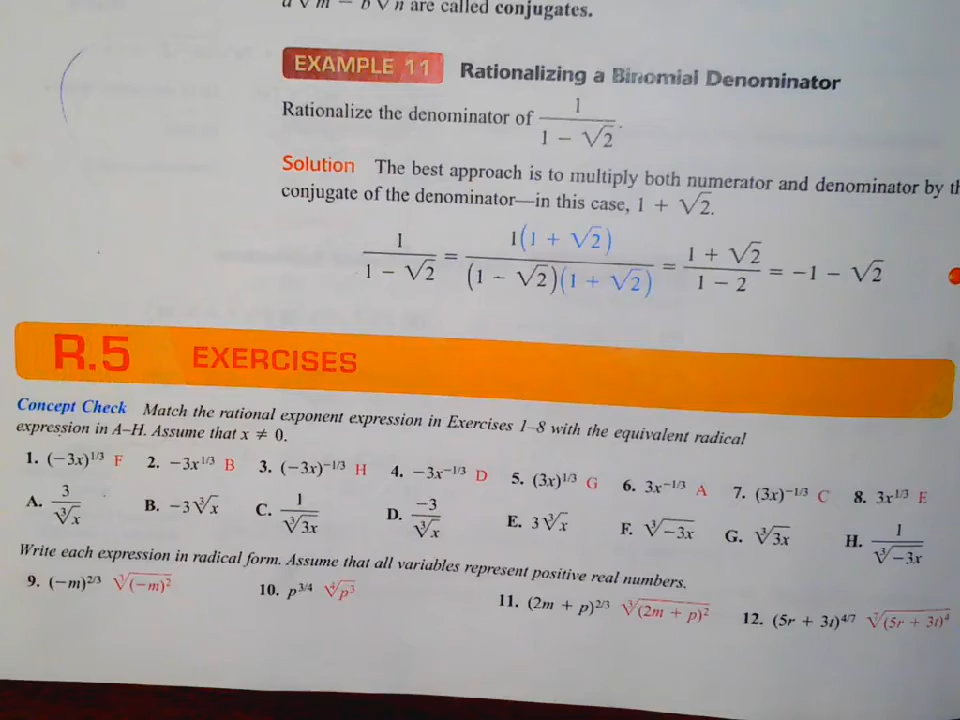 a√m − b√n are called conjugates.
EXAMPLE 11 Rationalizing a Binomial Denominator
Rationalize the denominator of 1/(1 − √2).
Solution The best approach is to multiply both numerator and denominator by th
conjugate of the denominator—in this case, 1 + √2.
1/(1 − √2) = 1(1 + √2)/((1 − √2)(1 + √2)) = (1 + √2)/(1 − 2) = −1 − √2
R.5 EXERCISES
Concept Check Match the rational exponent expression in Exercises 1–8 with the equivalent radical
expression in A–H. Assume that x ≠ 0.
1. (−3x)^1/3 F 2. −3x^1/3 B 3. (−3x)^−1/3 H 4. −3x^−1/3 D 5. (3x)^1/3 G 6. 3x^−1/3 A 7. (3x)^−1/3 C 8. 3x^1/3 E
A. 3/∛x B. −3∛x C. 1/∛3x D. −3/∛x E. 3∛x F. ∛−3x G. ∛3x H. 1/∛−3x
Write each expression in radical form. Assume that all variables represent positive real numbers.
9. (−m)^2/3 ∛(−m)² 10. p^3/4 ∜p³ 11. (2m + p)^2/3 ∛(2m + p)² 12. (5r + 3t)^4/7 ⁷√(5r + 3t)⁴